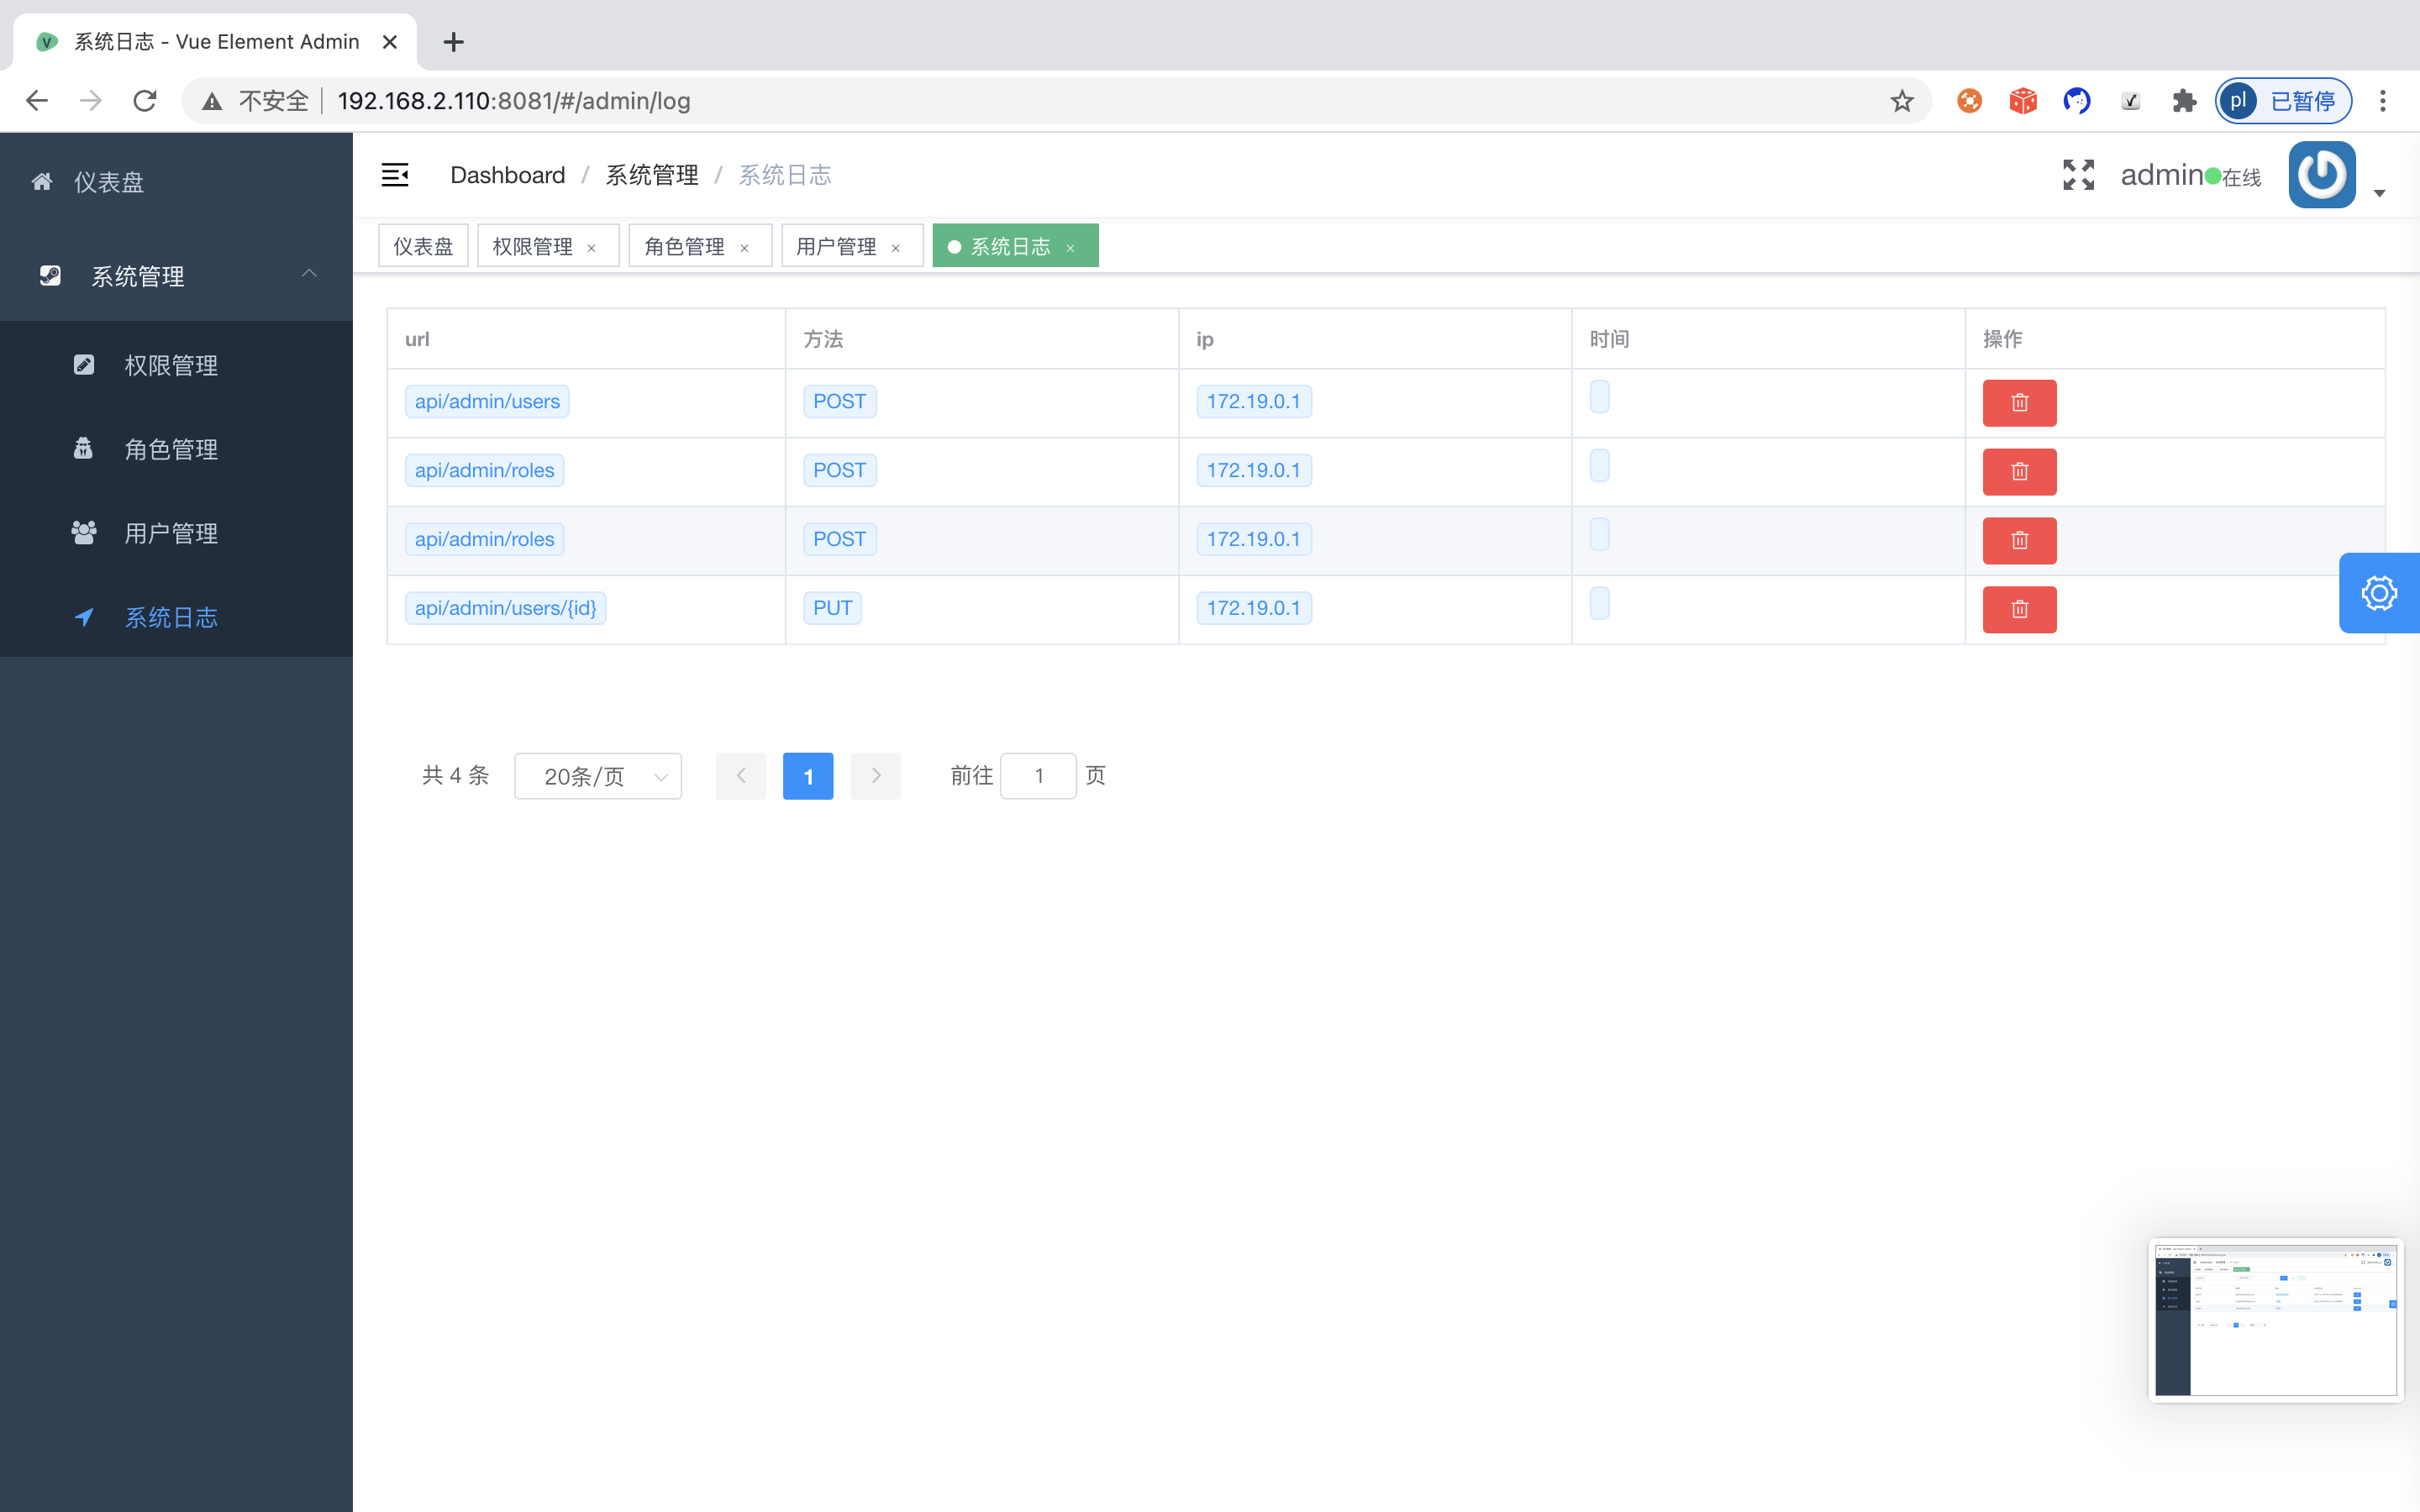 系统日志 - Vue Element Admin
不安全 192.168.2.110:8081/#/admin/log
pl 已暂停
仪表盘
系统管理
权限管理
角色管理
用户管理
系统日志
Dashboard / 系统管理 / 系统日志
admin 在线
仪表盘 权限管理 × 角色管理 × 用户管理 × 系统日志 ×
url 方法 ip 时间 操作
api/admin/users POST 172.19.0.1
api/admin/roles POST 172.19.0.1
api/admin/roles POST 172.19.0.1
api/admin/users/{id} PUT 172.19.0.1
共 4 条 20条/页 1 前往 1 页